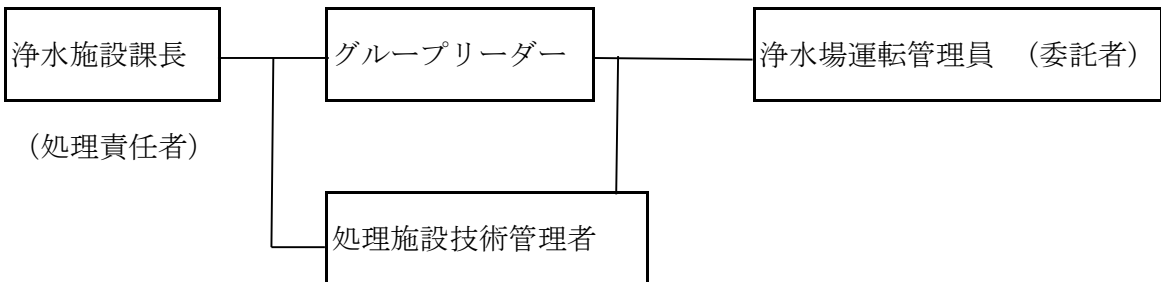 浄水施設課長
グループリーダー
浄水場運転管理員　（委託者）
（処理責任者）
処理施設技術管理者